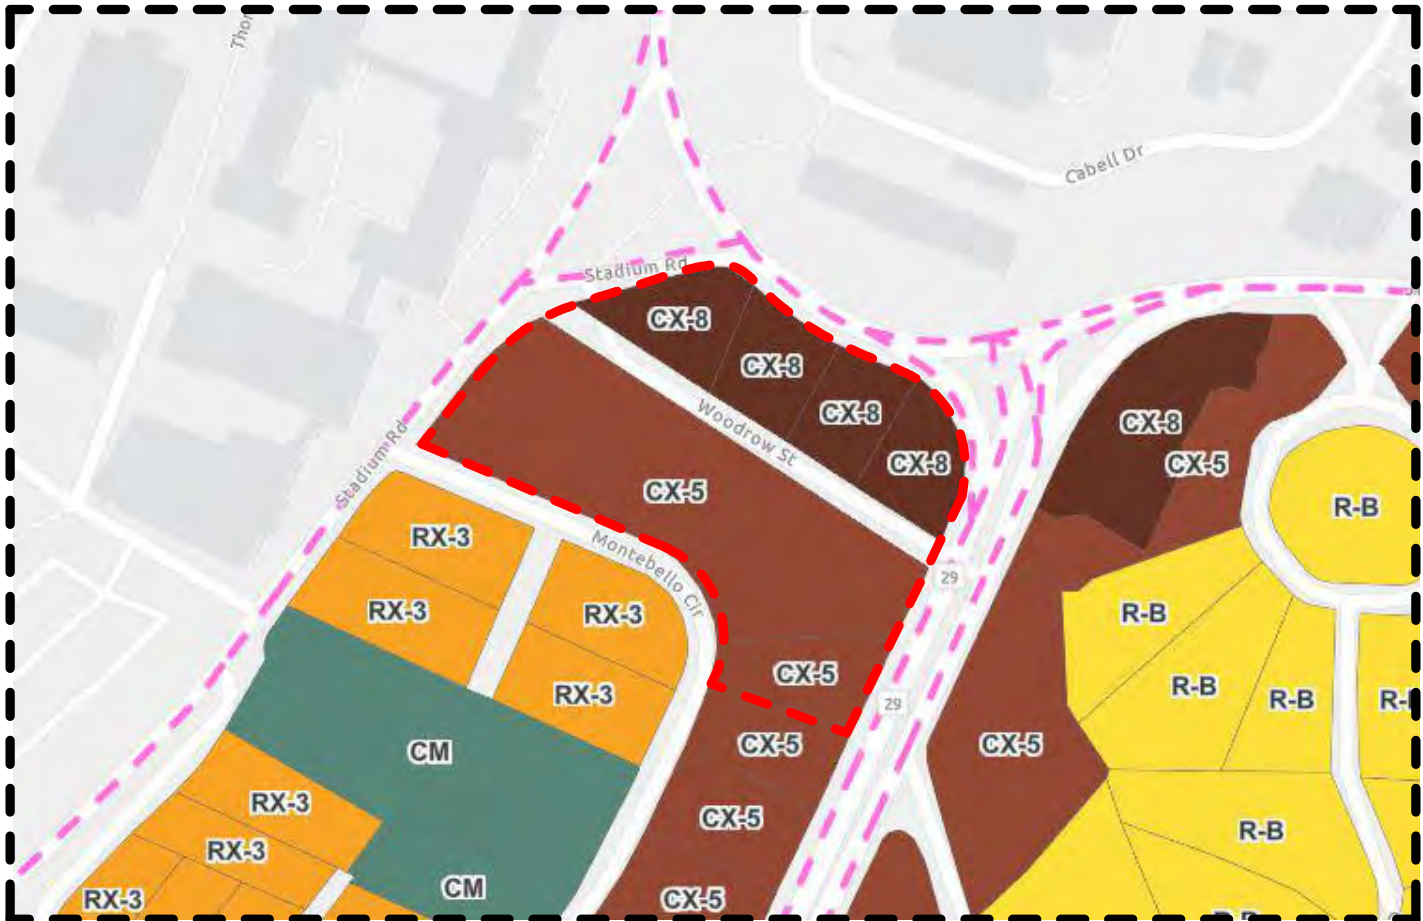 Thor
Cabell Dr
Stadium Rd
CX-8
CX-8
CX-8
CX-8
CX-8
CX-5
Woodrow St
Stadium Rd
CX-5
R-B
RX-3
Montebello Cir
29
RX-3
RX-3
R-B
CX-5
R-B
RX-3
R-B
29
CX-5
CX-5
CM
RX-3
CX-5
R-B
RX-3
CM
RX-3
CX-5